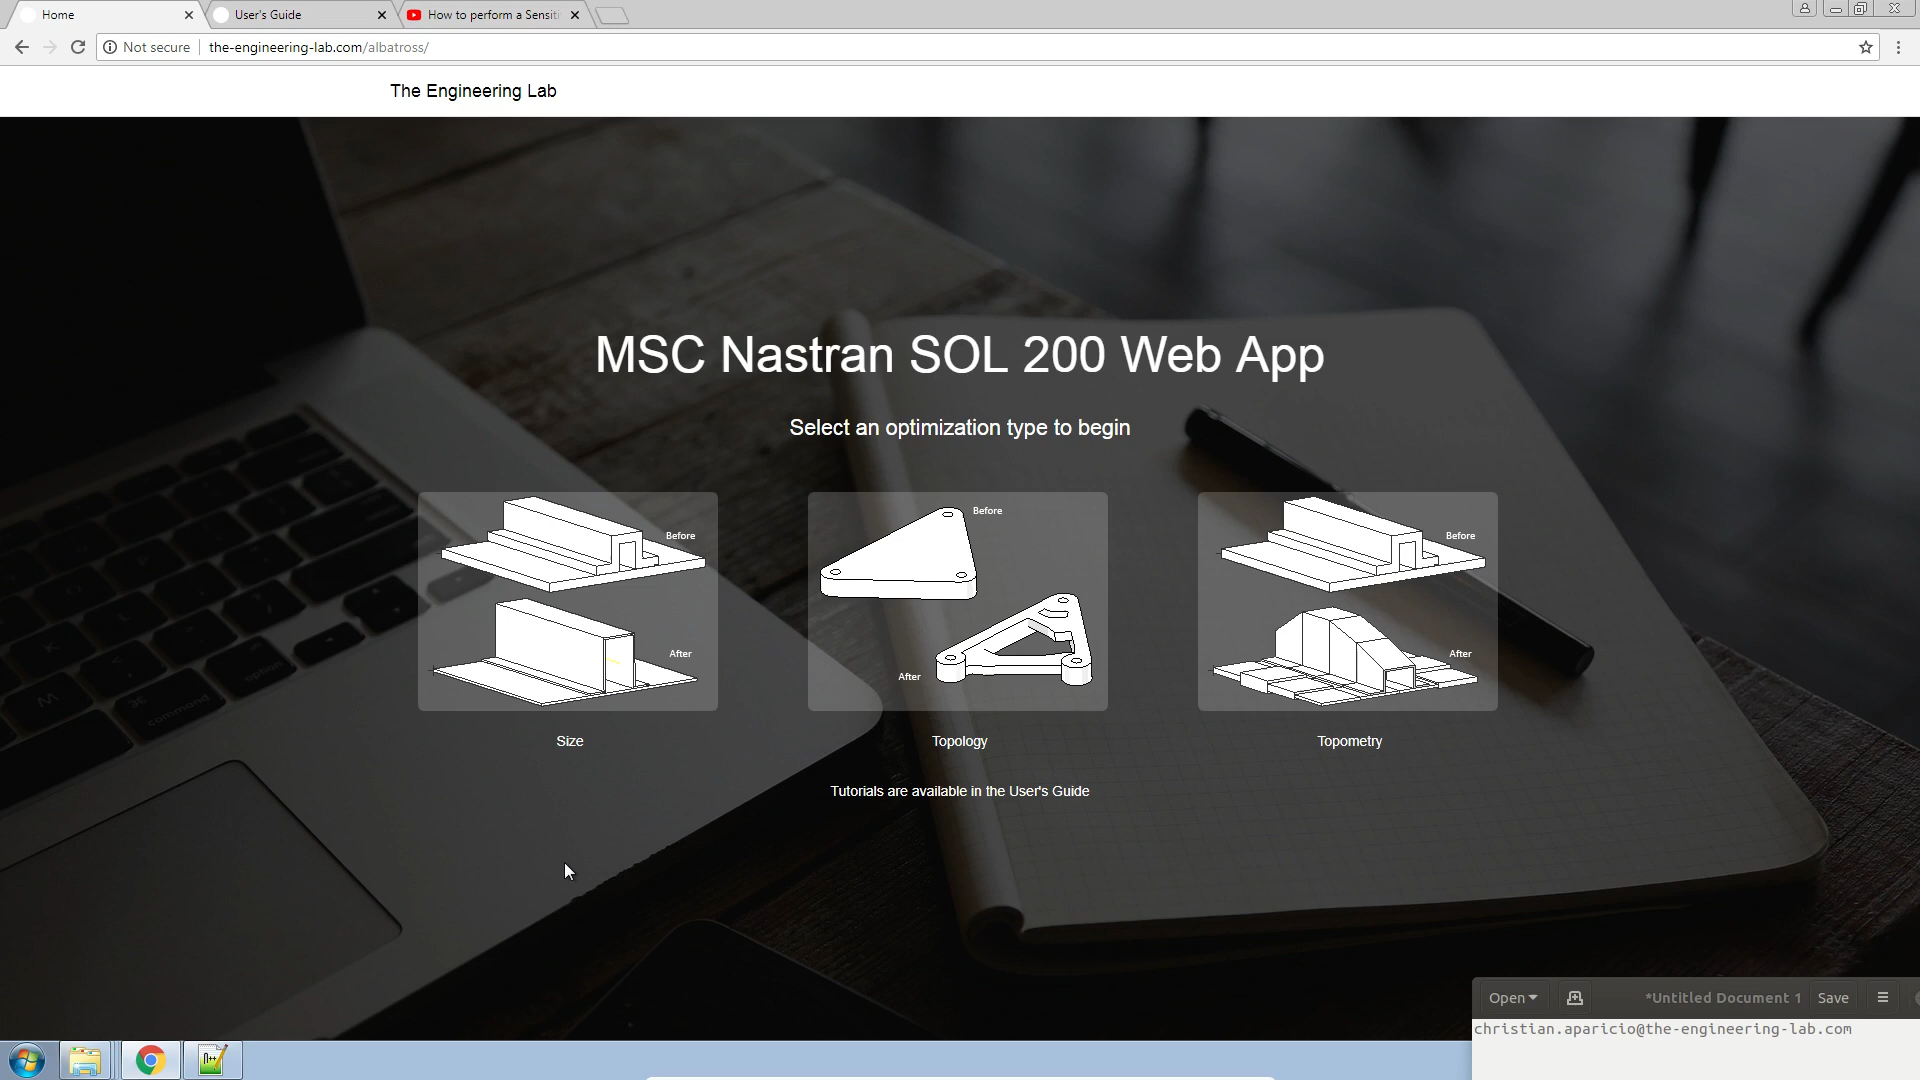 Home
User's Guide
How to perform a Sensiti
Not secure
the-engineering-lab.com/albatross/
The Engineering Lab
MSC Nastran SOL 200 Web App
Select an optimization type to begin
Before
After
Before
After
Before
After
Size
Topology
Topometry
Tutorials are available in the User's Guide
option
command
Open
*Untitled Document 1
Save
christian.aparicio@the-engineering-lab.com